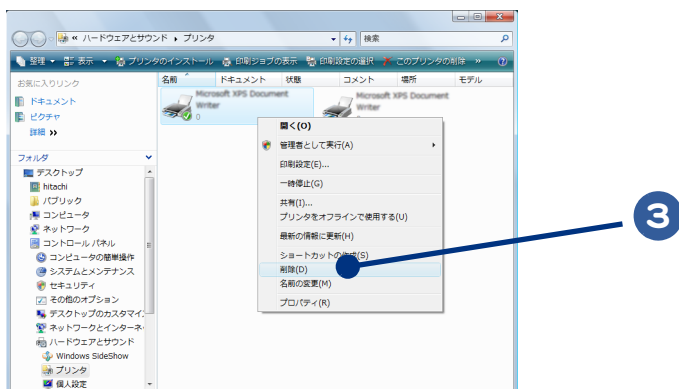 « ハードウェアとサウンド ▸ プリンタ
検索
整理 ▼ 表示 ▼ プリンタのインストール 印刷ジョブの表示 印刷設定の選択 このプリンタの削除 »
お気に入りリンク
ドキュメント
ピクチャ
詳細 »
フォルダ
デスクトップ
hitachi
パブリック
コンピュータ
ネットワーク
コントロール パネル
コンピュータの簡単操作
システムとメンテナンス
セキュリティ
その他のオプション
デスクトップのカスタマイ
ネットワークとインターネ
ハードウェアとサウンド
Windows SideShow
プリンタ
個人設定
名前 ドキュメント 状態 コメント 場所 モデル
Microsoft XPS Document
Writer
0
Microsoft XPS Document
Writer
開く(O)
管理者として実行(A)
印刷設定(E)...
一時停止(G)
共有(I)...
プリンタをオフラインで使用する(U)
最新の情報に更新(H)
ショートカットの作成(S)
削除(D)
名前の変更(M)
プロパティ(R)
3